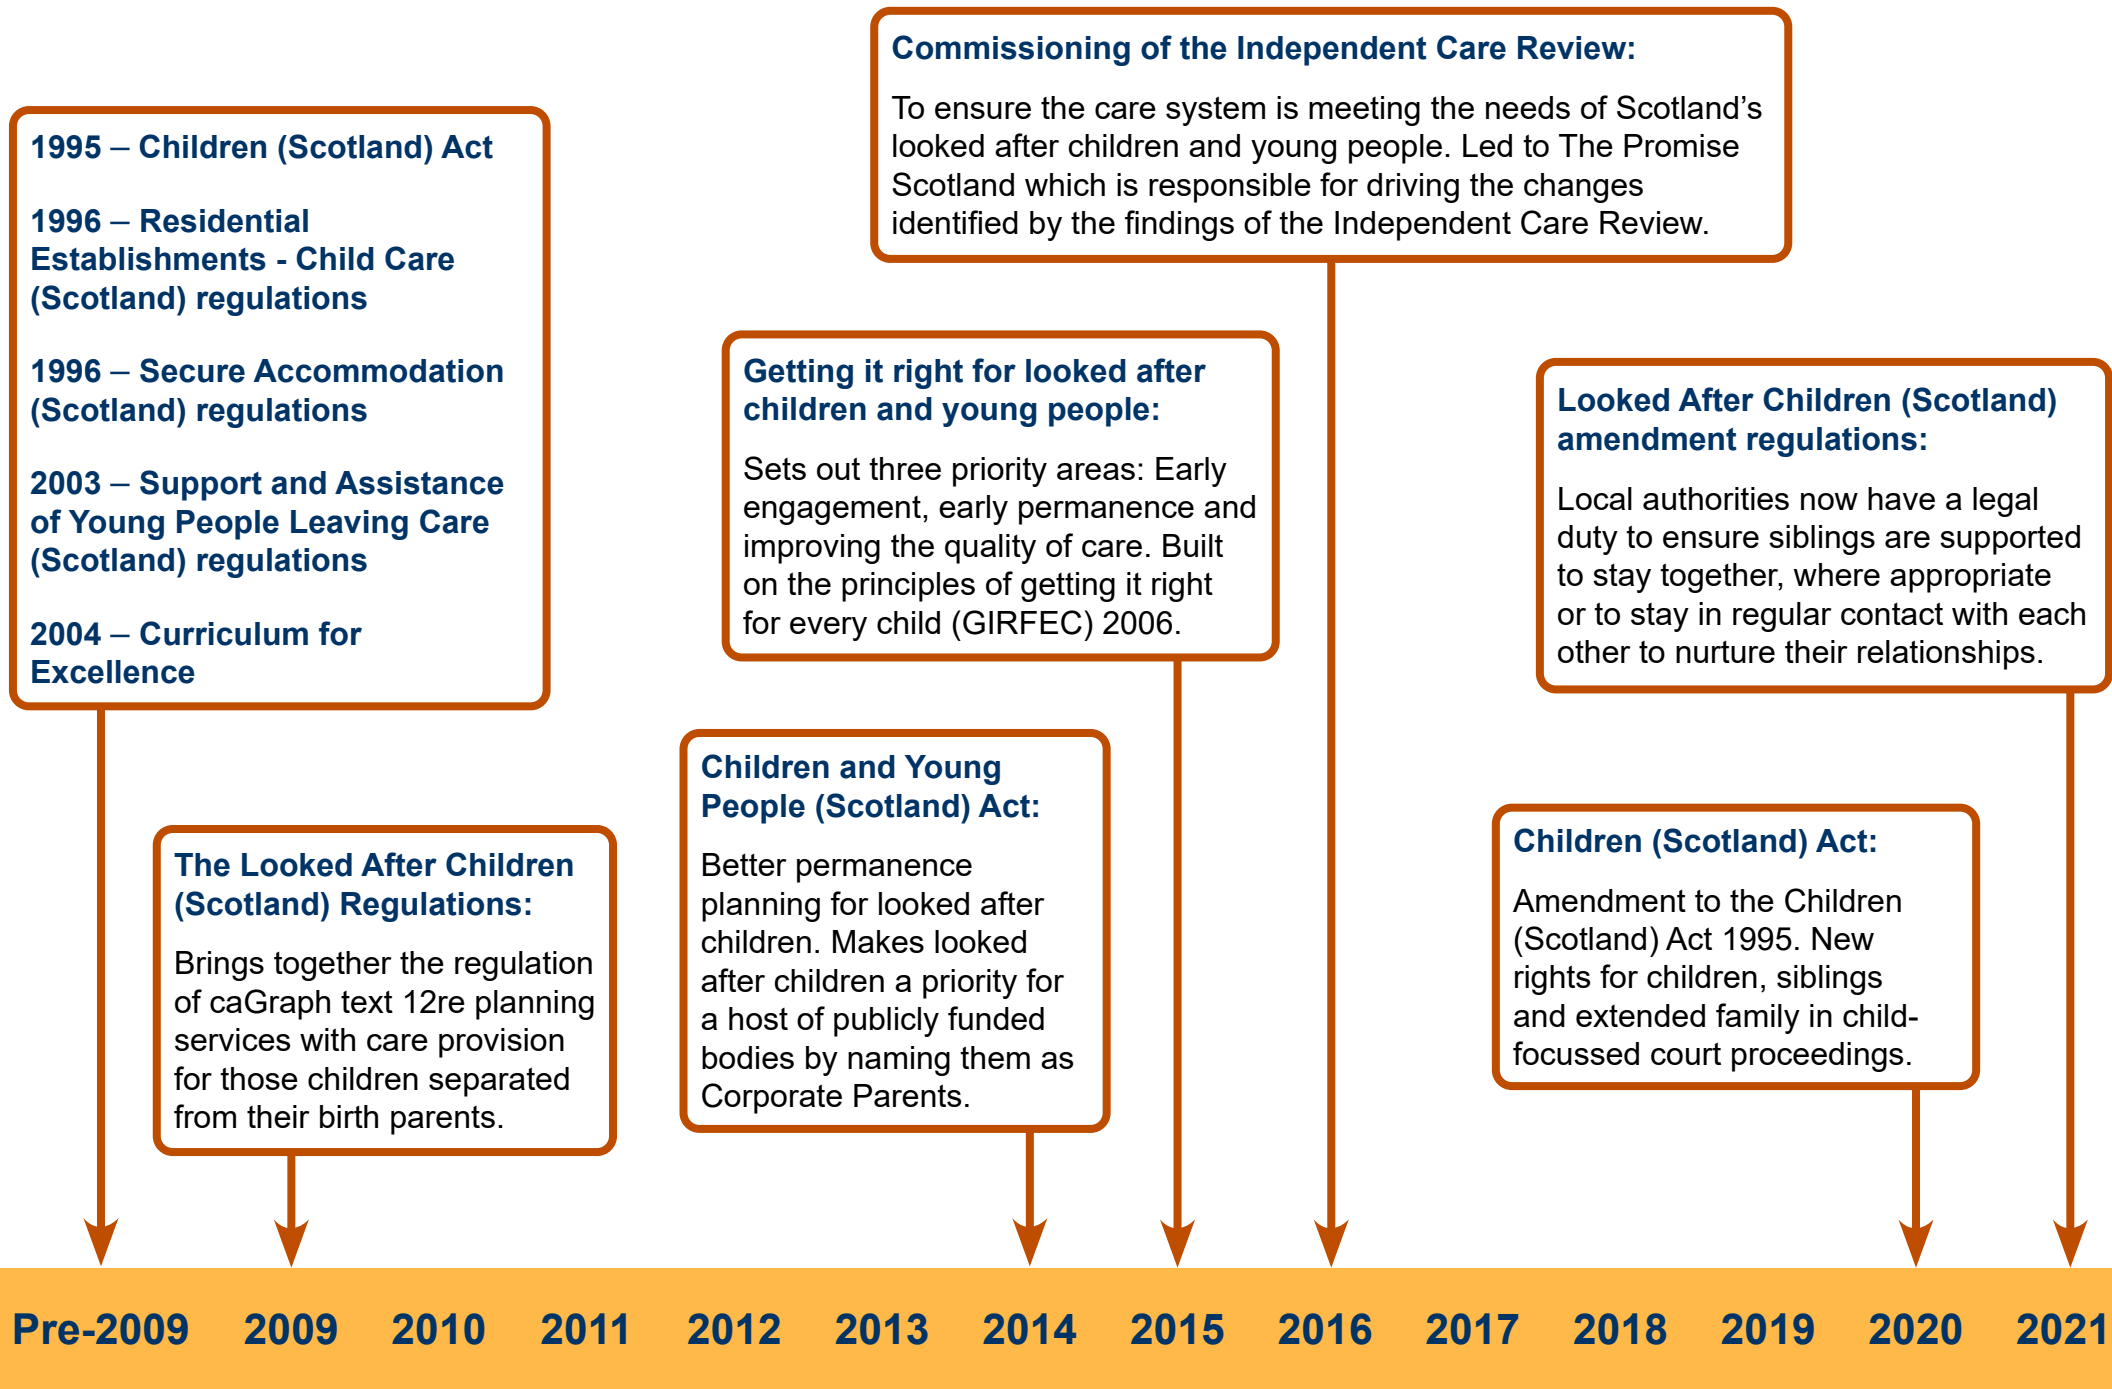 Commissioning of the Independent Care Review:
To ensure the care system is meeting the needs of Scotland’s
looked after children and young people. Led to The Promise
Scotland which is responsible for driving the changes
identified by the findings of the Independent Care Review.
1995 – Children (Scotland) Act
1996 – Residential
Establishments - Child Care
(Scotland) regulations
1996 – Secure Accommodation
(Scotland) regulations
2003 – Support and Assistance
of Young People Leaving Care
(Scotland) regulations
2004 – Curriculum for
Excellence
Getting it right for looked after
children and young people:
Sets out three priority areas: Early
engagement, early permanence and
improving the quality of care. Built
on the principles of getting it right
for every child (GIRFEC) 2006.
Looked After Children (Scotland)
amendment regulations:
Local authorities now have a legal
duty to ensure siblings are supported
to stay together, where appropriate
or to stay in regular contact with each
other to nurture their relationships.
The Looked After Children
(Scotland) Regulations:
Brings together the regulation
of caGraph text 12re planning
services with care provision
for those children separated
from their birth parents.
Children and Young
People (Scotland) Act:
Better permanence
planning for looked after
children. Makes looked
after children a priority for
a host of publicly funded
bodies by naming them as
Corporate Parents.
Children (Scotland) Act:
Amendment to the Children
(Scotland) Act 1995. New
rights for children, siblings
and extended family in child-
focussed court proceedings.
Pre-2009 2009 2010 2011 2012 2013 2014 2015 2016 2017 2018 2019 2020 2021